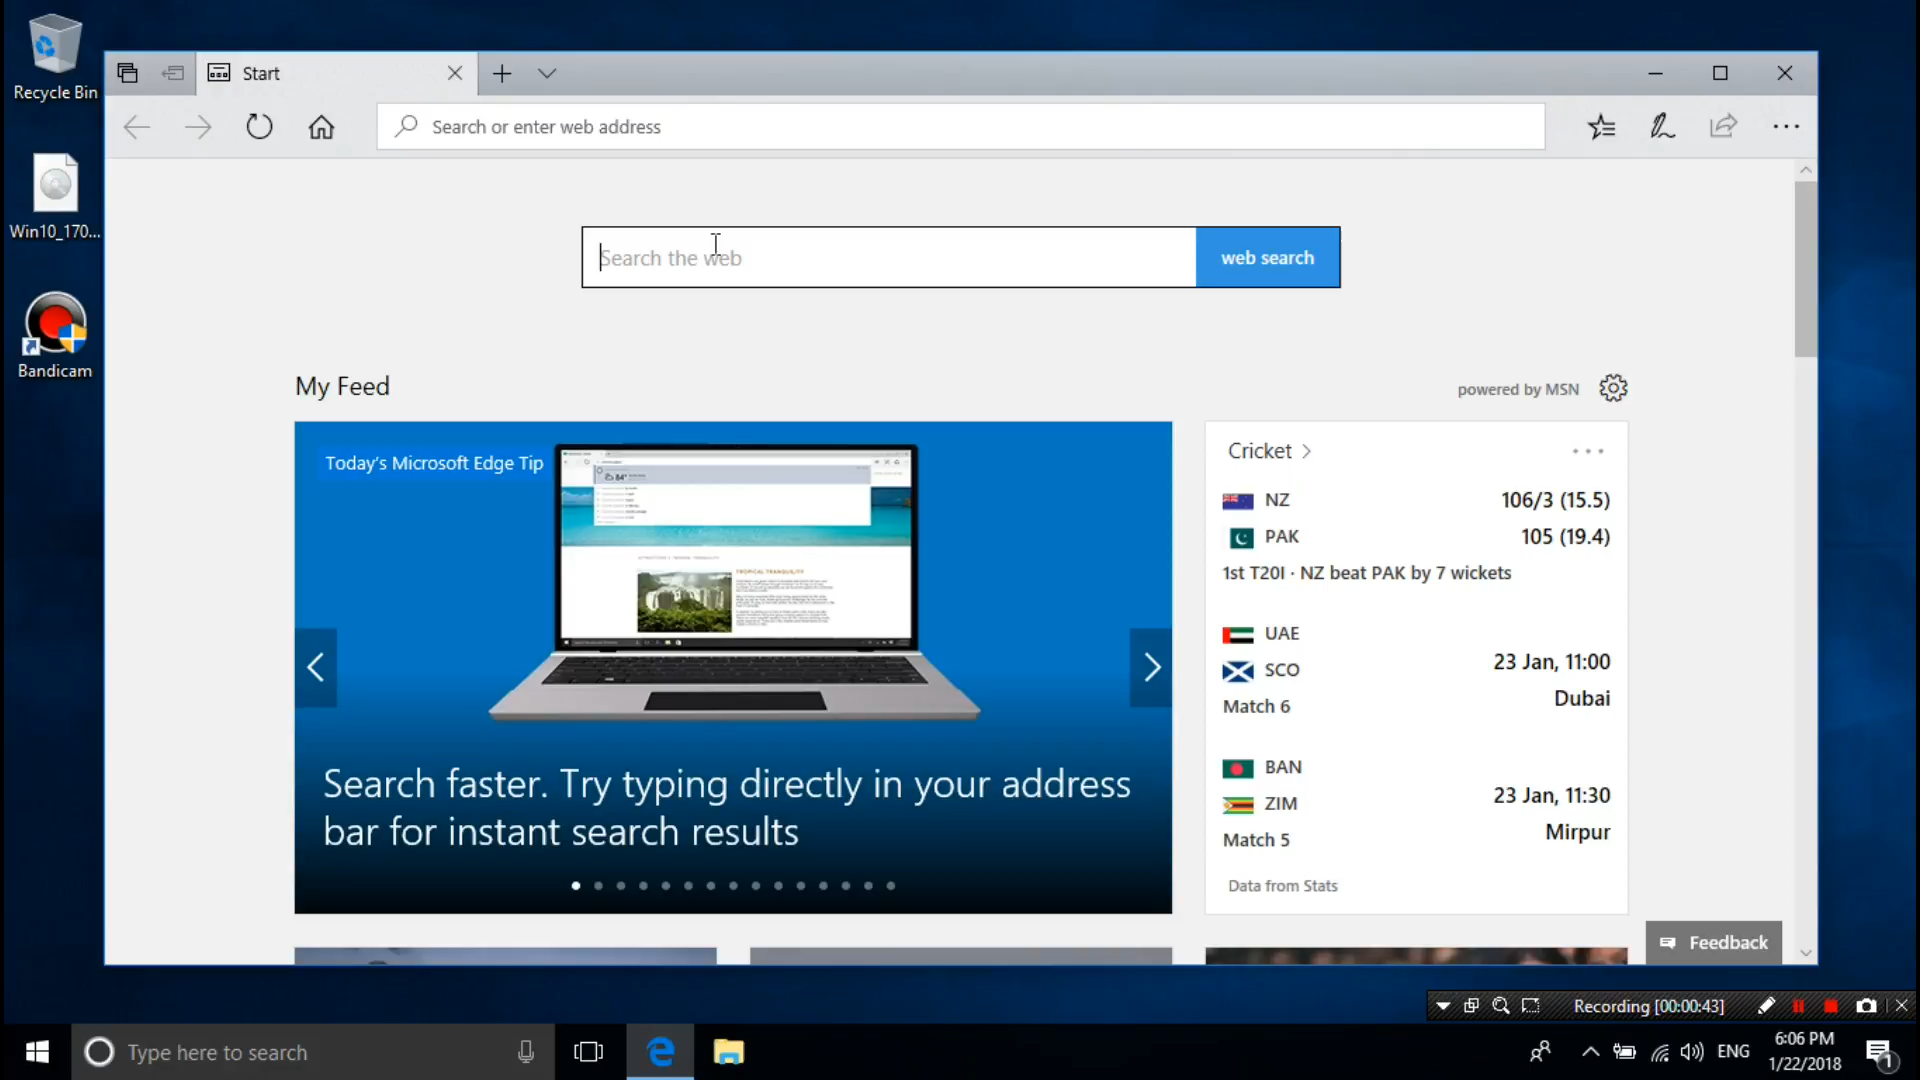 Recycle Bin
Win10_170...
Bandicam
Start
Search or enter web address
Search the web
web search
My Feed
powered by MSN
Today's Microsoft Edge Tip
Search faster. Try typing directly in your address
bar for instant search results
Cricket
NZ 106/3 (15.5)
PAK 105 (19.4)
1st T20I · NZ beat PAK by 7 wickets
UAE
23 Jan, 11:00
SCO
Dubai
Match 6
BAN
23 Jan, 11:30
ZIM
Mirpur
Match 5
Data from Stats
Feedback
Recording [00:00:43]
Type here to search
ENG
6:06 PM
1/22/2018
1